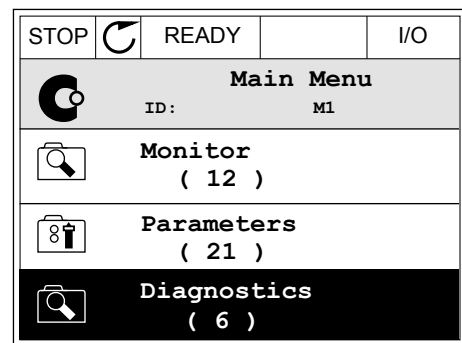 STOP READY I/O
Main Menu
ID: M1
Monitor
( 12 )
Parameters
( 21 )
Diagnostics
( 6 )